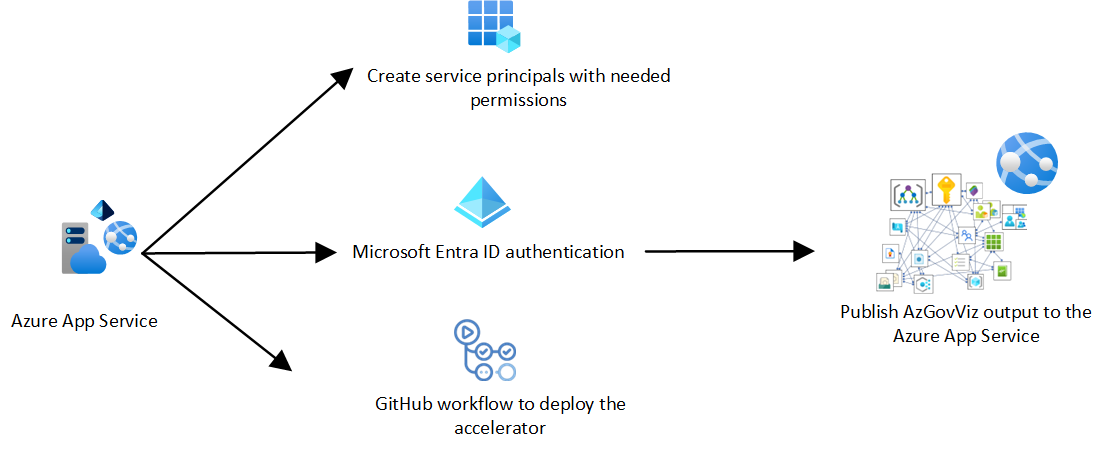 Create service principals with needed
permissions
Microsoft Entra ID authentication
Azure App Service
Publish AzGovViz output to the
Azure App Service
GitHub workflow to deploy the
accelerator